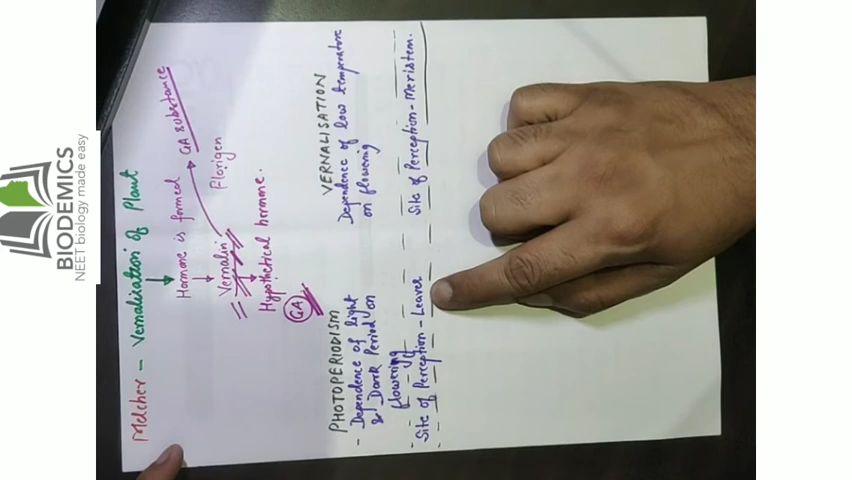 BIODEMICS
NEET biology made easy
Melcher - Vernalisation of Plant
Hormone is formed
GA substance
= Vernalin
Florigen
Hypothetical hormone.
GA
PHOTOPERIODISM
- Dependence of light
& Dark Period on
flowering
Site of Perception - Leaves
VERNALISATION
Dependence of low temperature
on flowering
Site of Perception - Meristem.